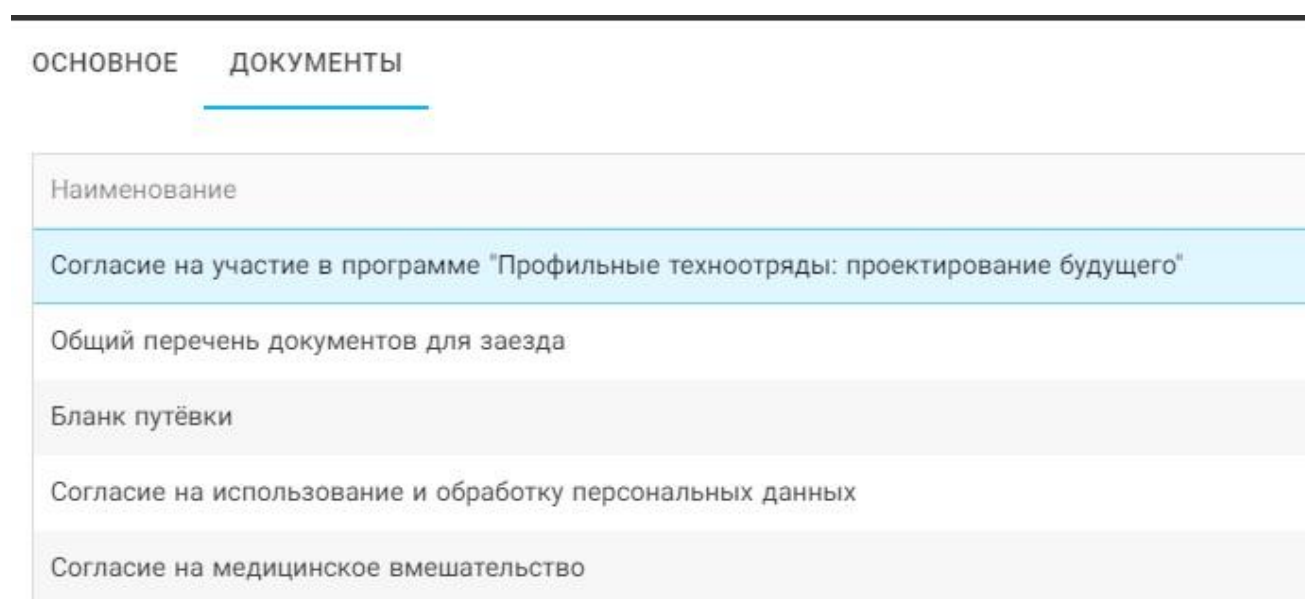 ОСНОВНОЕ ДОКУМЕНТЫ
Наименование
Согласие на участие в программе "Профильные техноотряды: проектирование будущего"
Общий перечень документов для заезда
Бланк путёвки
Согласие на использование и обработку персональных данных
Согласие на медицинское вмешательство